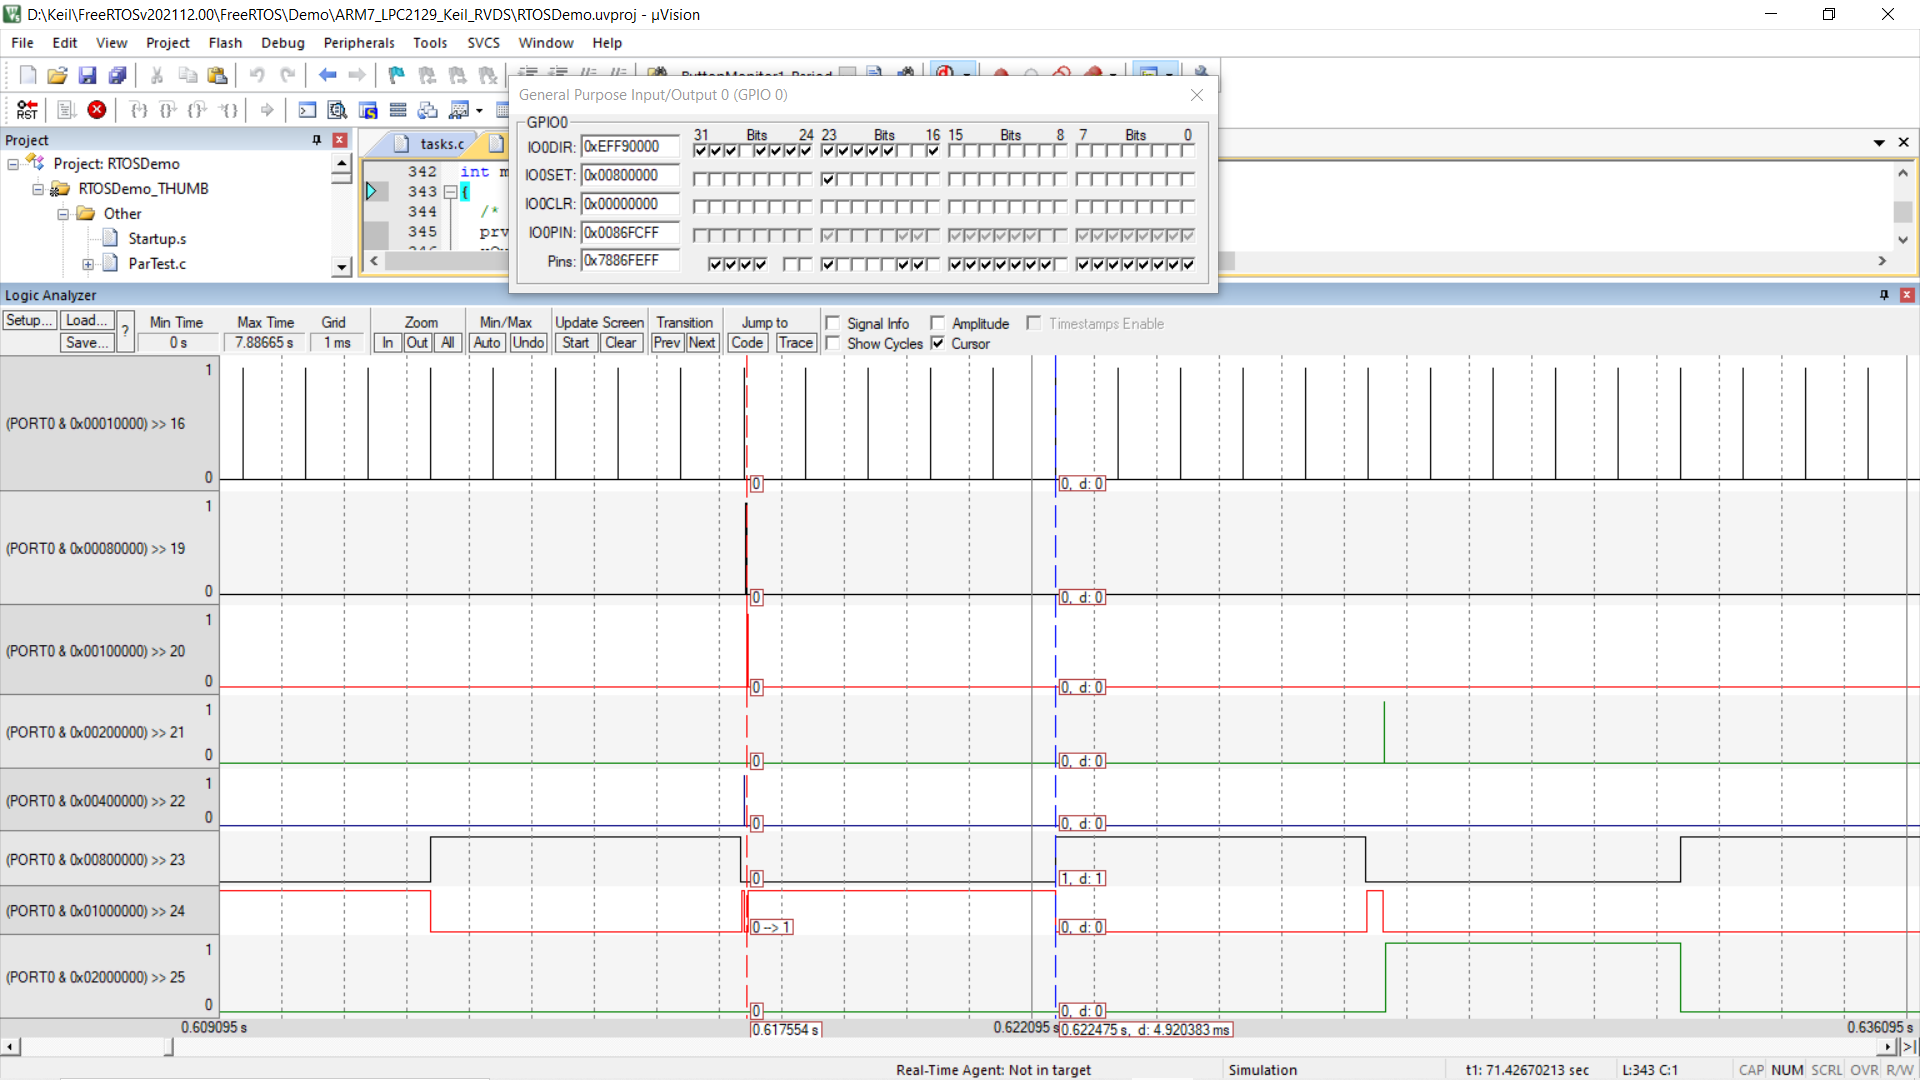 D:\Keil\FreeRTOSv202112.00\FreeRTOS\Demo\ARM7_LPC2129_Keil_RVDS\RTOSDemo.uvproj - µVision
File Edit View Project Flash Debug Peripherals Tools SVCS Window Help
ButtonMonitor1_Period
RST
General Purpose Input/Output 0 (GPIO 0)
GPIO0
31 Bits 24 23 Bits 16 15 Bits 8 7 Bits 0
IO0DIR: 0xEFF90000
IO0SET: 0x00800000
IO0CLR: 0x00000000
IO0PIN: 0x0086FCFF
Pins: 0x7886FEFF
Project
Project: RTOSDemo
RTOSDemo_THUMB
Other
Startup.s
ParTest.c
tasks.c
342 int m
343 {
344 /*
345 prv
Logic Analyzer
Setup... Load... Save... ?
Min Time Max Time Grid Zoom Min/Max Update Screen Transition Jump to Signal Info Amplitude Timestamps Enable
0 s 7.88665 s 1 ms In Out All Auto Undo Start Clear Prev Next Code Trace Show Cycles Cursor
1
(PORT0 & 0x00010000) >> 16
0
0
0, d: 0
1
(PORT0 & 0x00080000) >> 19
0
0
0, d: 0
1
(PORT0 & 0x00100000) >> 20
0
0
0, d: 0
1
(PORT0 & 0x00200000) >> 21
0
0
0, d: 0
1
(PORT0 & 0x00400000) >> 22
0
0
0, d: 0
(PORT0 & 0x00800000) >> 23
0
1, d: 1
(PORT0 & 0x01000000) >> 24
0 --> 1
0, d: 0
1
(PORT0 & 0x02000000) >> 25
0
0
0, d: 0
0.609095 s 0.617554 s 0.622095 s 0.622475 s, d: 4.920383 ms 0.636095 s
Real-Time Agent: Not in target Simulation t1: 71.42670213 sec L:343 C:1 CAP NUM SCRL OVR R/W